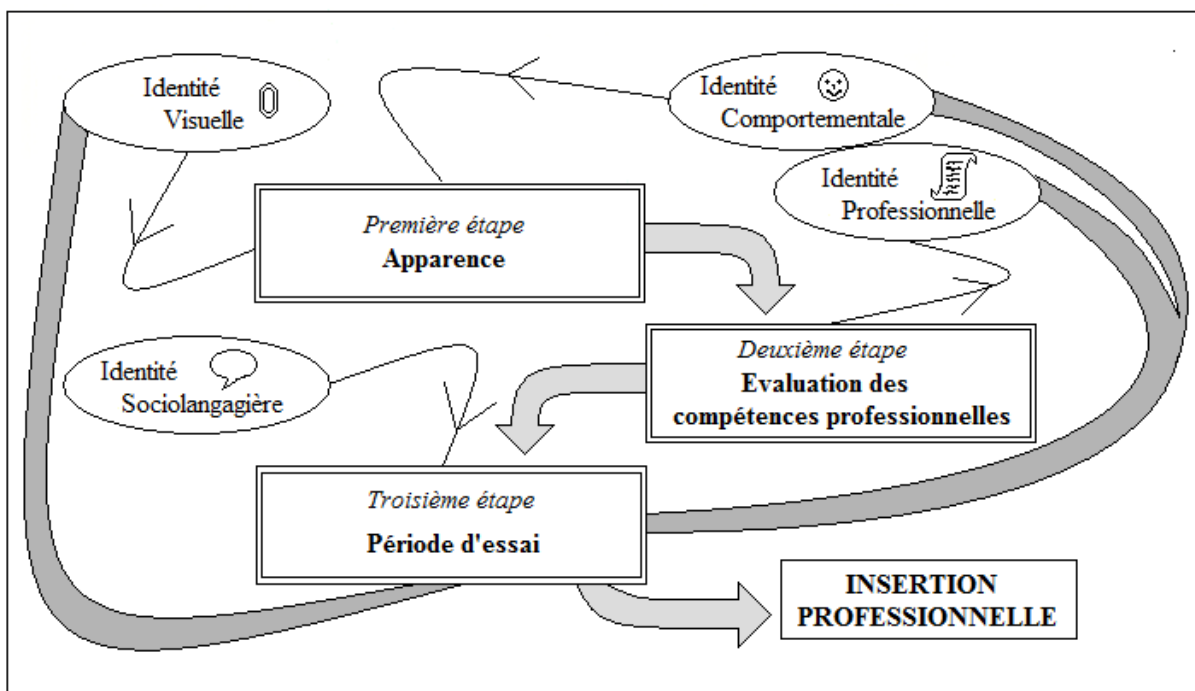 Identité
Visuelle
Identité
Comportementale
Identité
Professionnelle
Première étape
Apparence
Deuxième étape
Evaluation des
compétences professionnelles
Identité
Sociolangagière
Troisième étape
Période d'essai
INSERTION
PROFESSIONNELLE